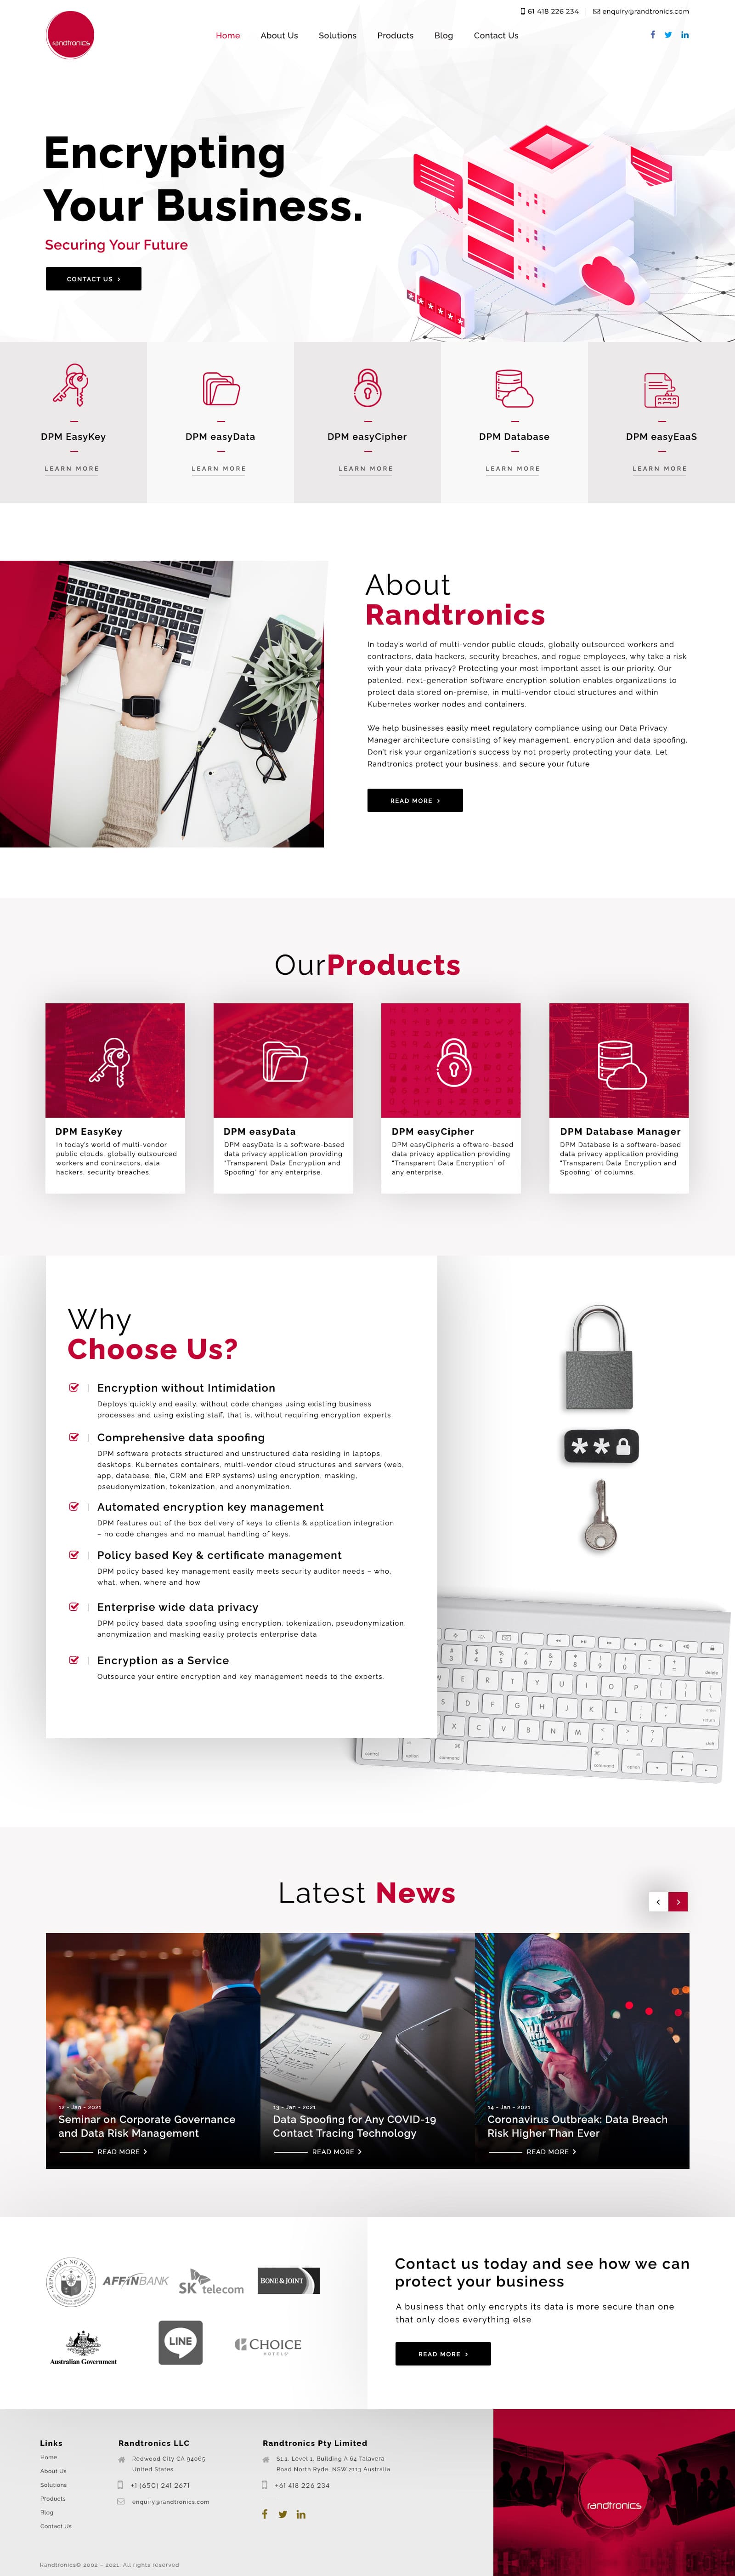 61 418 226 234
enquiry@randtronics.com
randtronics
Home About Us Solutions Products Blog Contact Us
Encrypting
Your Business.
Securing Your Future
CONTACT US
DPM EasyKey
LEARN MORE
DPM easyData
LEARN MORE
DPM easyCipher
LEARN MORE
DPM Database
LEARN MORE
DPM easyEaaS
LEARN MORE
About
Randtronics
In today's world of multi-vendor public clouds, globally outsourced workers and
contractors, data hackers, security breaches, and rogue employees, why take a risk
with your data privacy? Protecting your most important asset is our priority. Our
patented, next-generation software encryption solution enables organizations to
protect data stored on-premise, in multi-vendor cloud structures and within
Kubernetes worker nodes and containers.
We help businesses easily meet regulatory compliance using our Data Privacy
Manager architecture consisting of key management, encryption and data spoofing.
Don't risk your organization's success by not properly protecting your data. Let
Randtronics protect your business, and secure your future
READ MORE
OurProducts
DPM EasyKey
In today's world of multi-vendor
public clouds, globally outsourced
workers and contractors, data
hackers, security breaches,
DPM easyData
DPM easyData is a software-based
data privacy application providing
"Transparent Data Encryption and
Spoofing" for any enterprise.
DPM easyCipher
DPM easyCipheris a oftware-based
data privacy application providing
"Transparent Data Encryption" of
any enterprise.
DPM Database Manager
DPM Database is a software-based
data privacy application providing
"Transparent Data Encryption and
Spoofing" of columns.
Why
Choose Us?
Encryption without Intimidation
Deploys quickly and easily, without code changes using existing business
processes and using existing staff, that is, without requiring encryption experts
Comprehensive data spoofing
DPM software protects structured and unstructured data residing in laptops,
desktops, Kubernetes containers, multi-vendor cloud structures and servers (web,
app, database, file, CRM and ERP systems) using encryption, masking,
pseudonymization, tokenization, and anonymization.
Automated encryption key management
DPM features out of the box delivery of keys to clients & application integration
– no code changes and no manual handling of keys.
Policy based Key & certificate management
DPM policy based key management easily meets security auditor needs – who,
what, when, where and how
Enterprise wide data privacy
DPM policy based data spoofing using encryption, tokenization, pseudonymization,
anonymization and masking easily protects enterprise data
Encryption as a Service
Outsource your entire encryption and key management needs to the experts.
Latest News
12 - Jan - 2021
Seminar on Corporate Governance
and Data Risk Management
READ MORE
13 - Jan - 2021
Data Spoofing for Any COVID-19
Contact Tracing Technology
READ MORE
14 - Jan - 2021
Coronavirus Outbreak: Data Breach
Risk Higher Than Ever
READ MORE
REPUBLIKA NG PILIPINAS
AFFINBANK
SK telecom
BONE & JOINT
Australian Government
LINE
CHOICE
HOTELS
Contact us today and see how we can
protect your business
A business that only encrypts its data is more secure than one
that only does everything else
READ MORE
Links
Home
About Us
Solutions
Products
Blog
Contact Us
Randtronics LLC
Redwood City CA 94065
United States
+1 (650) 241 2671
enquiry@randtronics.com
Randtronics Pty Limited
S1.1, Level 1, Building A 64 Talavera
Road North Ryde, NSW 2113 Australia
+61 418 226 234
randtronics
Randtronics© 2002 – 2021. All rights reserved